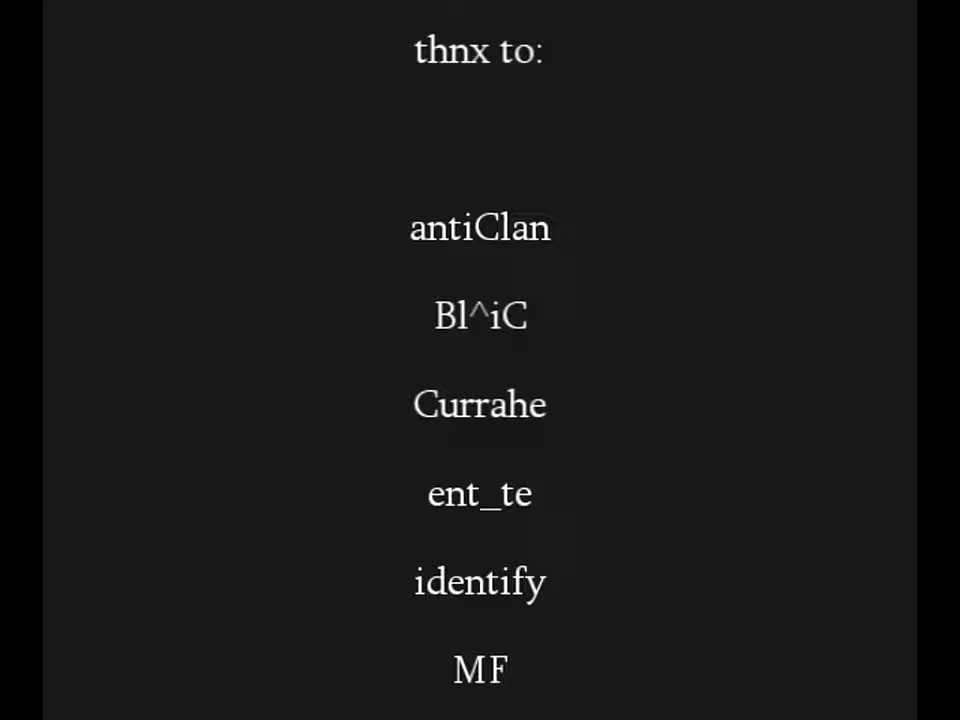 thnx to:
antiClan
Bl^iC
Currahe
ent_te
identify
MF